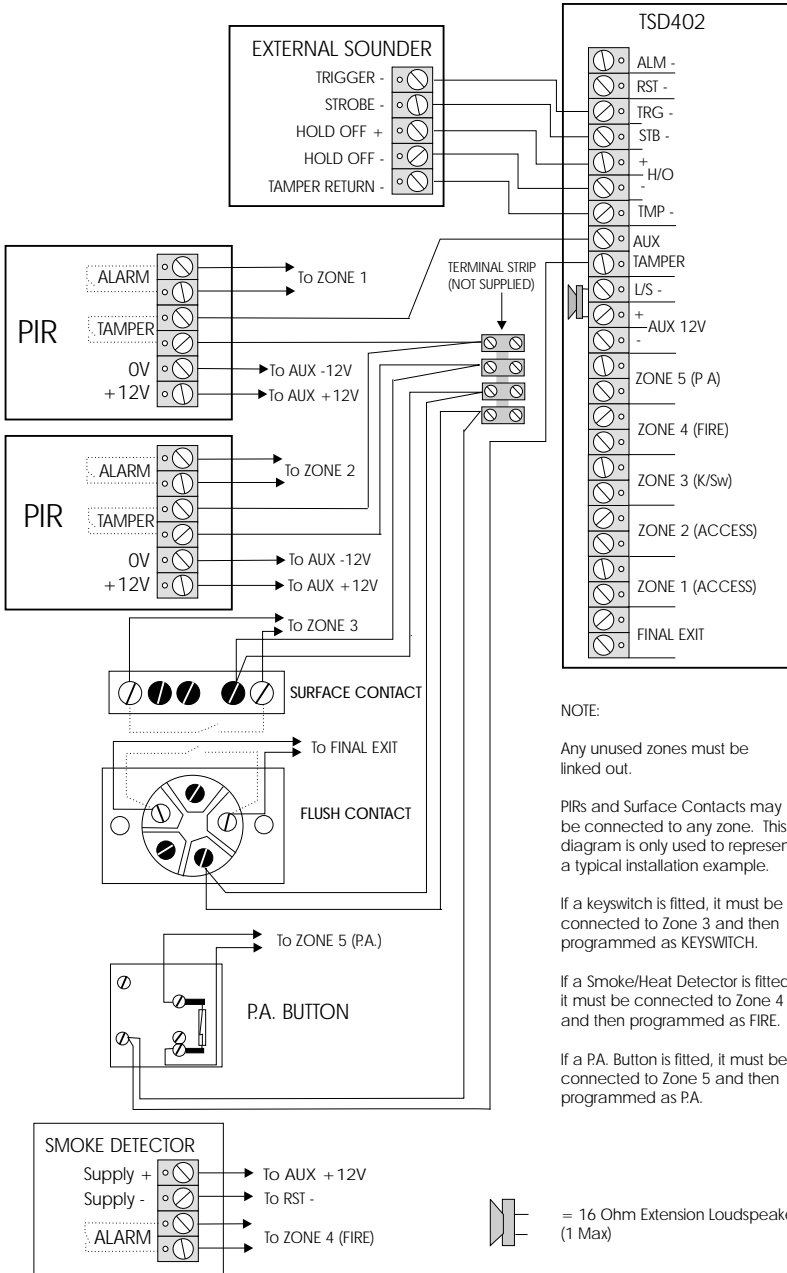 EXTERNAL SOUNDER
TRIGGER -
STROBE -
HOLD OFF +
HOLD OFF -
TAMPER RETURN -
TSD402
ALM -
RST -
TRG -
STB -
+
H/O
-
TMP -
AUX
TAMPER
L/S -
+
AUX 12V
-
ZONE 5 (P A)
ZONE 4 (FIRE)
ZONE 3 (K/Sw)
ZONE 2 (ACCESS)
ZONE 1 (ACCESS)
FINAL EXIT
TERMINAL STRIP
(NOT SUPPLIED)
PIR
ALARM
TAMPER
0V
+12V
To ZONE 1
To AUX -12V
To AUX +12V
PIR
ALARM
TAMPER
0V
+12V
To ZONE 2
To AUX -12V
To AUX +12V
To ZONE 3
SURFACE CONTACT
To FINAL EXIT
FLUSH CONTACT
To ZONE 5 (P.A.)
P.A. BUTTON
SMOKE DETECTOR
Supply +
Supply -
ALARM
To AUX +12V
To RST -
To ZONE 4 (FIRE)
NOTE:
Any unused zones must be
linked out.
PIRs and Surface Contacts may
be connected to any zone. This
diagram is only used to represen
a typical installation example.
If a keyswitch is fitted, it must be
connected to Zone 3 and then
programmed as KEYSWITCH.
If a Smoke/Heat Detector is fitted
it must be connected to Zone 4
and then programmed as FIRE.
If a P.A. Button is fitted, it must be
connected to Zone 5 and then
programmed as P.A.
= 16 Ohm Extension Loudspeake
(1 Max)